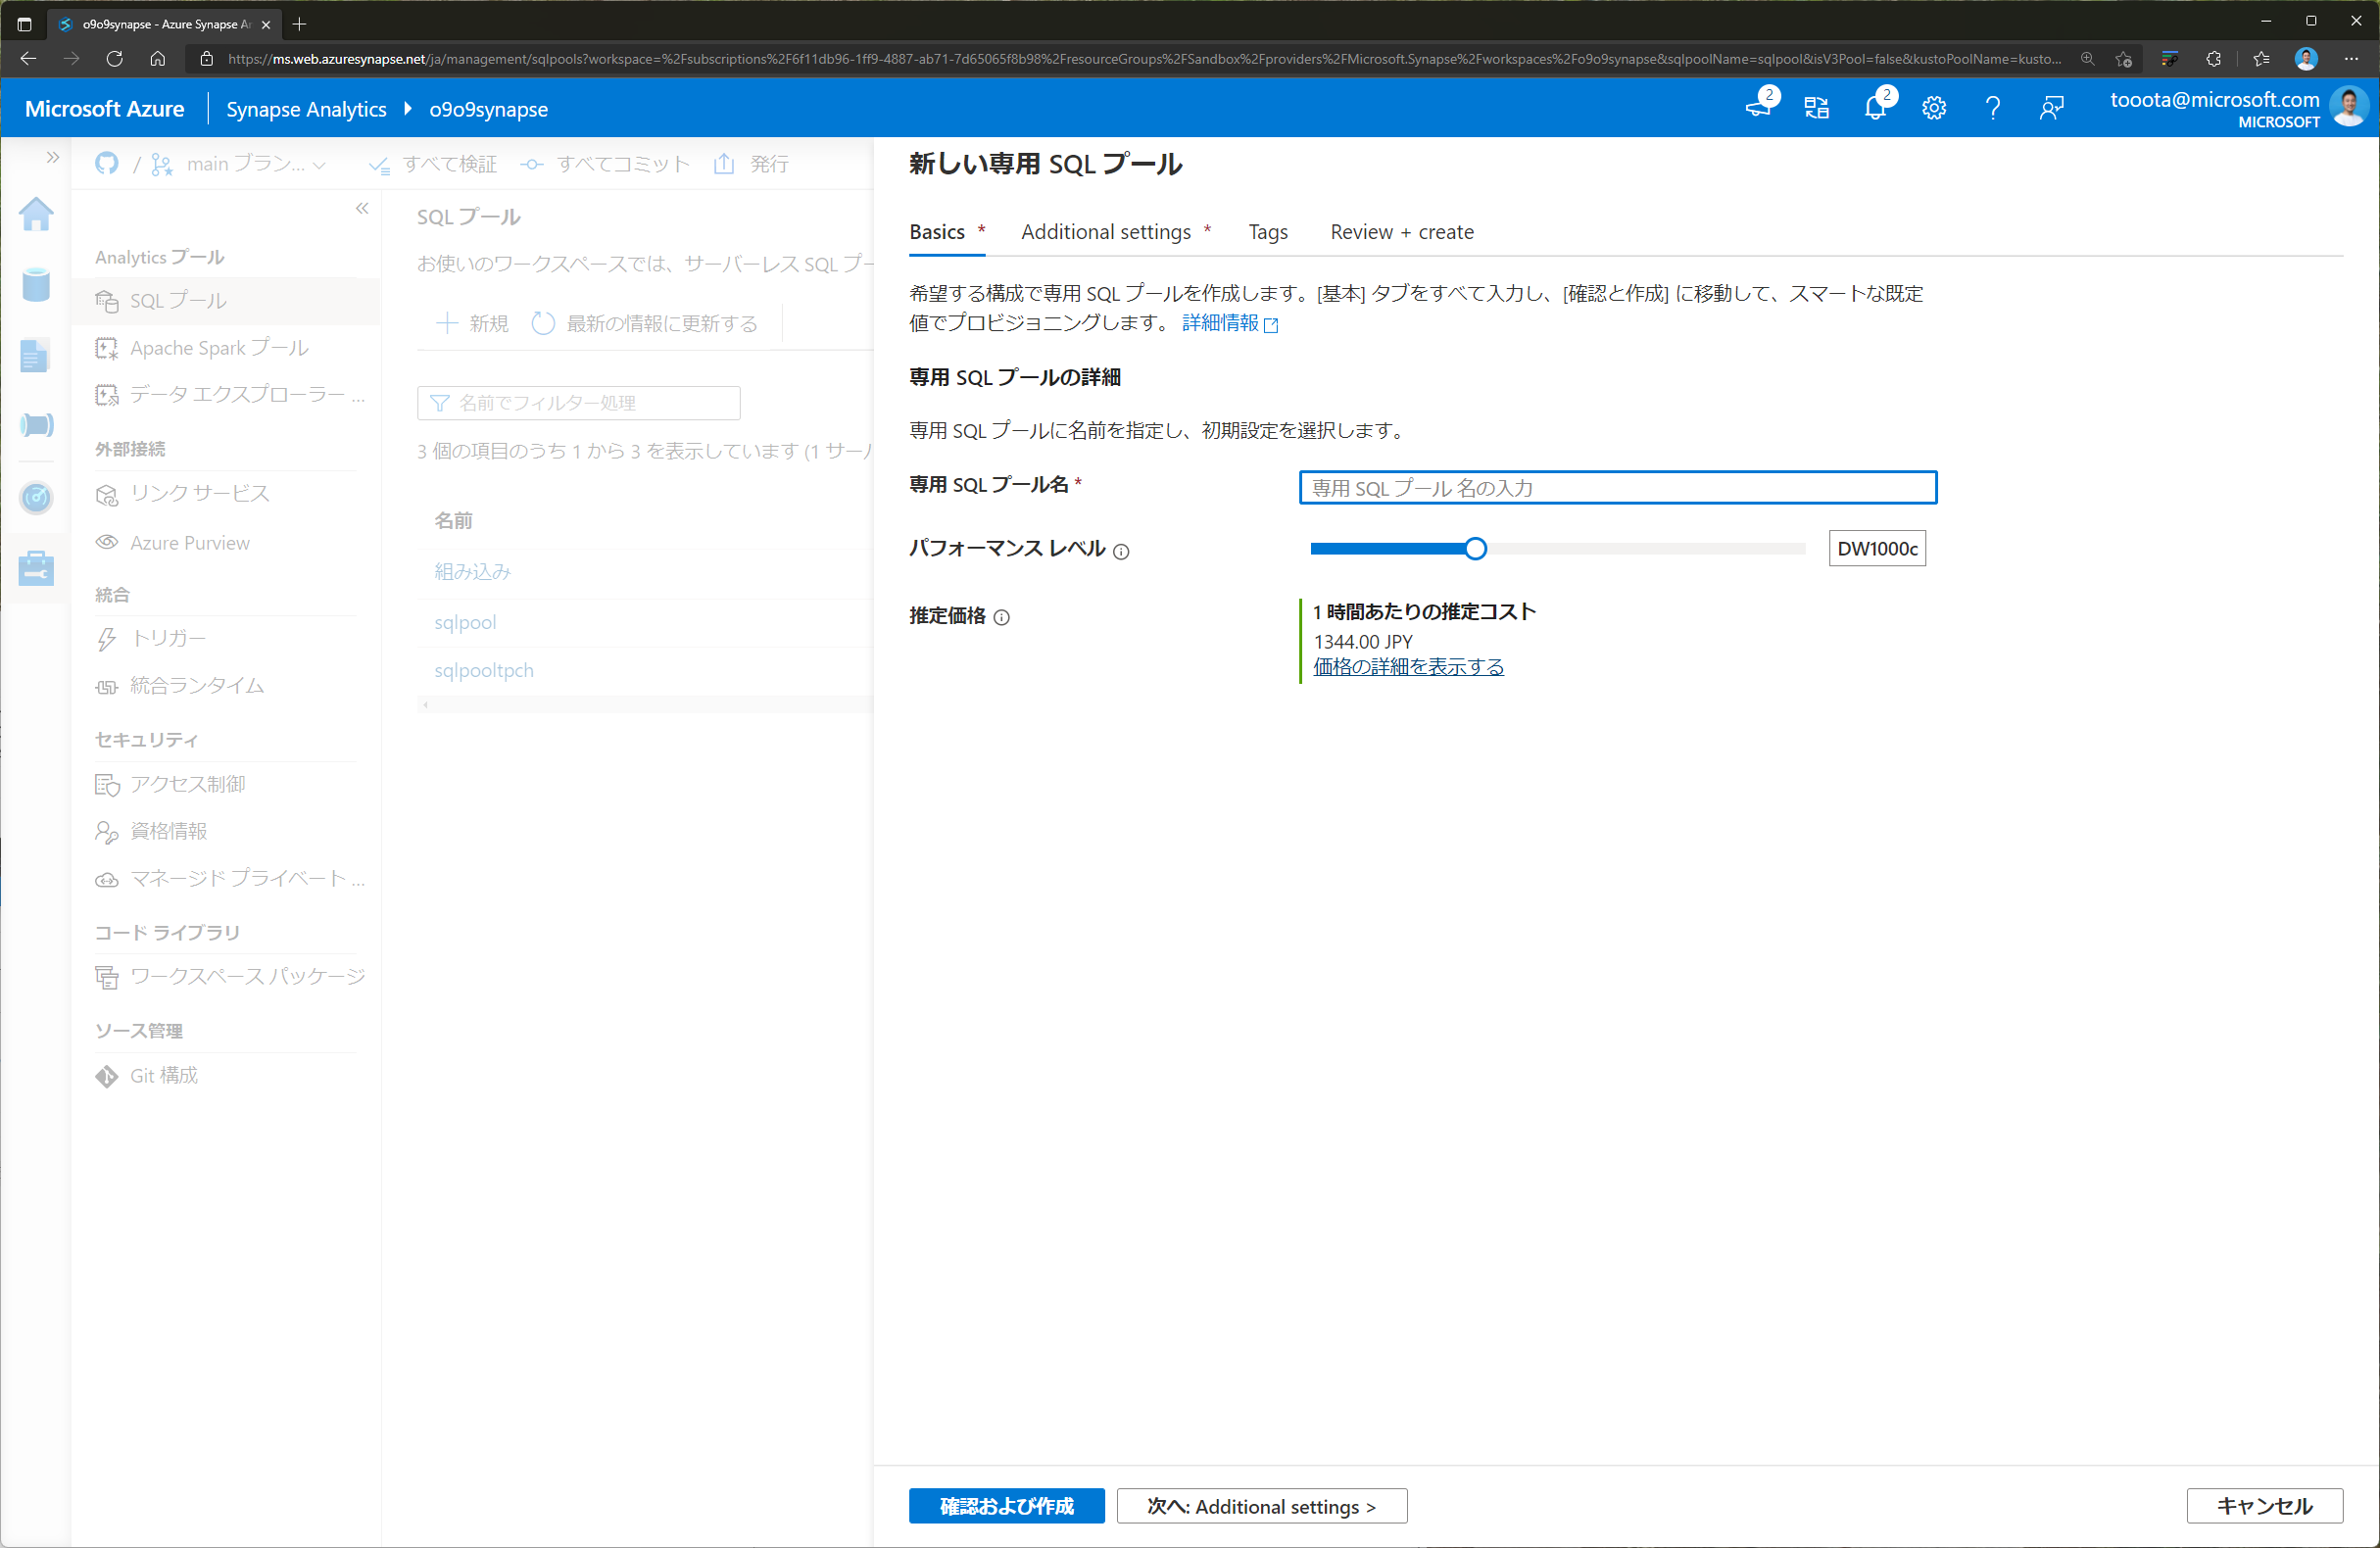 o9o9synapse - Azure Synapse A
https://ms.web.azuresynapse.net/ja/management/sqlpools?workspace=%2Fsubscriptions%2F6f11db96-1ff9-4887-ab71-7d65065f8b98%2FresourceGroups%2FSandbox%2Fproviders%2FMicrosoft.Synapse%2Fworkspaces%2Fo9o9synapse&sqlpoolName=sqlpool&isV3Pool=false&kustoPoolName=kusto...
Microsoft Azure
Synapse Analytics
o9o9synapse
2
2
tooota@microsoft.com
MICROSOFT
/ main ブラン...
すべて検証
すべてコミット
発行
Analytics プール
SQL プール
Apache Spark プール
データ エクスプローラー ...
外部接続
リンク サービス
Azure Purview
統合
トリガー
統合ランタイム
セキュリティ
アクセス制御
資格情報
マネージド プライベート ...
コード ライブラリ
ワークスペース パッケージ
ソース管理
Git 構成
SQL プール
お使いのワークスペースでは、サーバーレス SQL プー
新規
最新の情報に更新する
名前でフィルター処理
3 個の項目のうち 1 から 3 を表示しています (1 サーバ
名前
組み込み
sqlpool
sqlpooltpch
新しい専用 SQL プール
Basics *
Additional settings *
Tags
Review + create
希望する構成で専用 SQL プールを作成します。[基本] タブをすべて入力し、[確認と作成] に移動して、スマートな既定
値でプロビジョニングします。 詳細情報
専用 SQL プールの詳細
専用 SQL プールに名前を指定し、初期設定を選択します。
専用 SQL プール名 *
専用 SQL プール 名の入力
パフォーマンス レベル
DW1000c
推定価格
1 時間あたりの推定コスト
1344.00 JPY
価格の詳細を表示する
確認および作成
次へ: Additional settings >
キャンセル